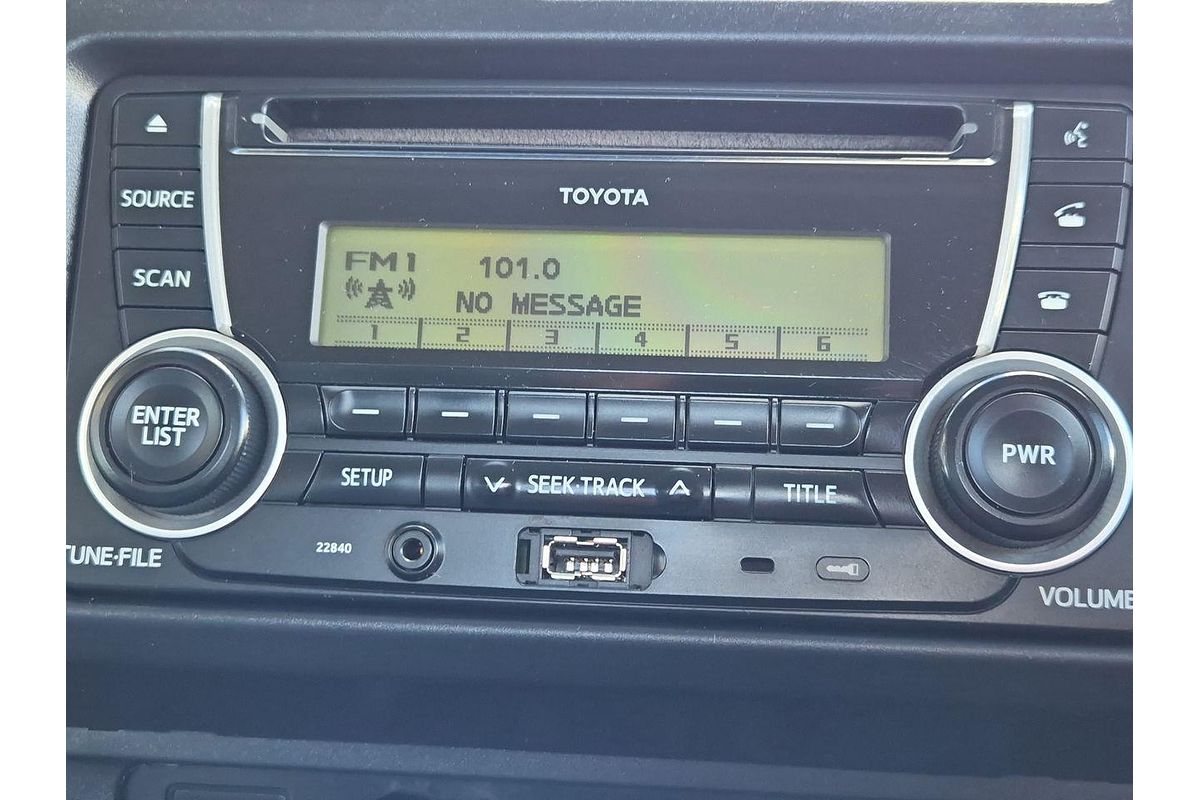 TOYOTA
SOURCE
SCAN
FM1 101.0
NO MESSAGE
1 2 3 4 5 6
ENTER
LIST
PWR
SETUP
SEEK·TRACK
TITLE
22840
TUNE·FILE
VOLUME